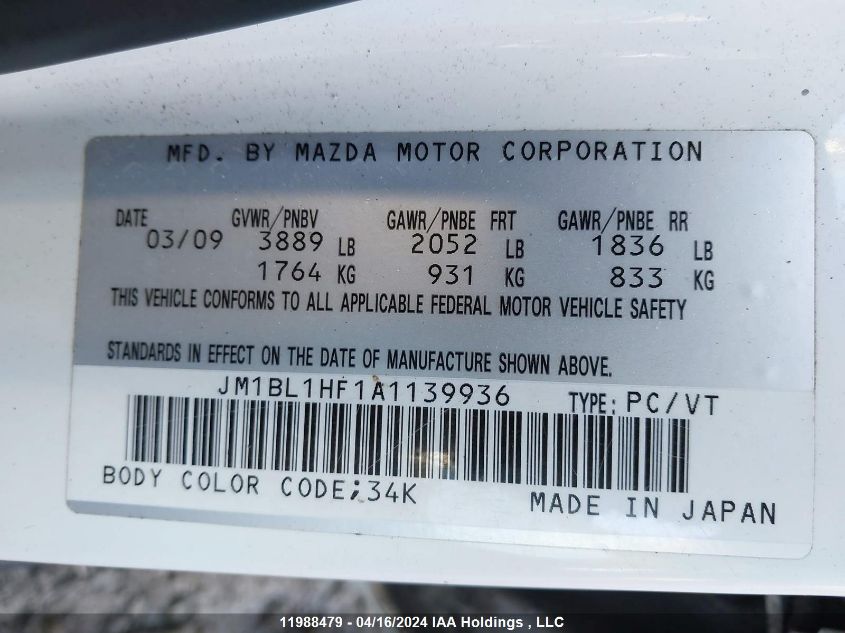 MFD. BY MAZDA MOTOR CORPORATION
DATE GVWR/PNBV GAWR/PNBE FRT GAWR/PNBE RR
03/09 3889 LB 2052 LB 1836 LB
1764 KG 931 KG 833 KG
THIS VEHICLE CONFORMS TO ALL APPLICABLE FEDERAL MOTOR VEHICLE SAFETY
STANDARDS IN EFFECT ON THE DATE OF MANUFACTURE SHOWN ABOVE.
JM1BL1HF1A1139936 TYPE: PC/VT
BODY COLOR CODE;34K MADE IN JAPAN
11988479 - 04/16/2024 IAA Holdings , LLC